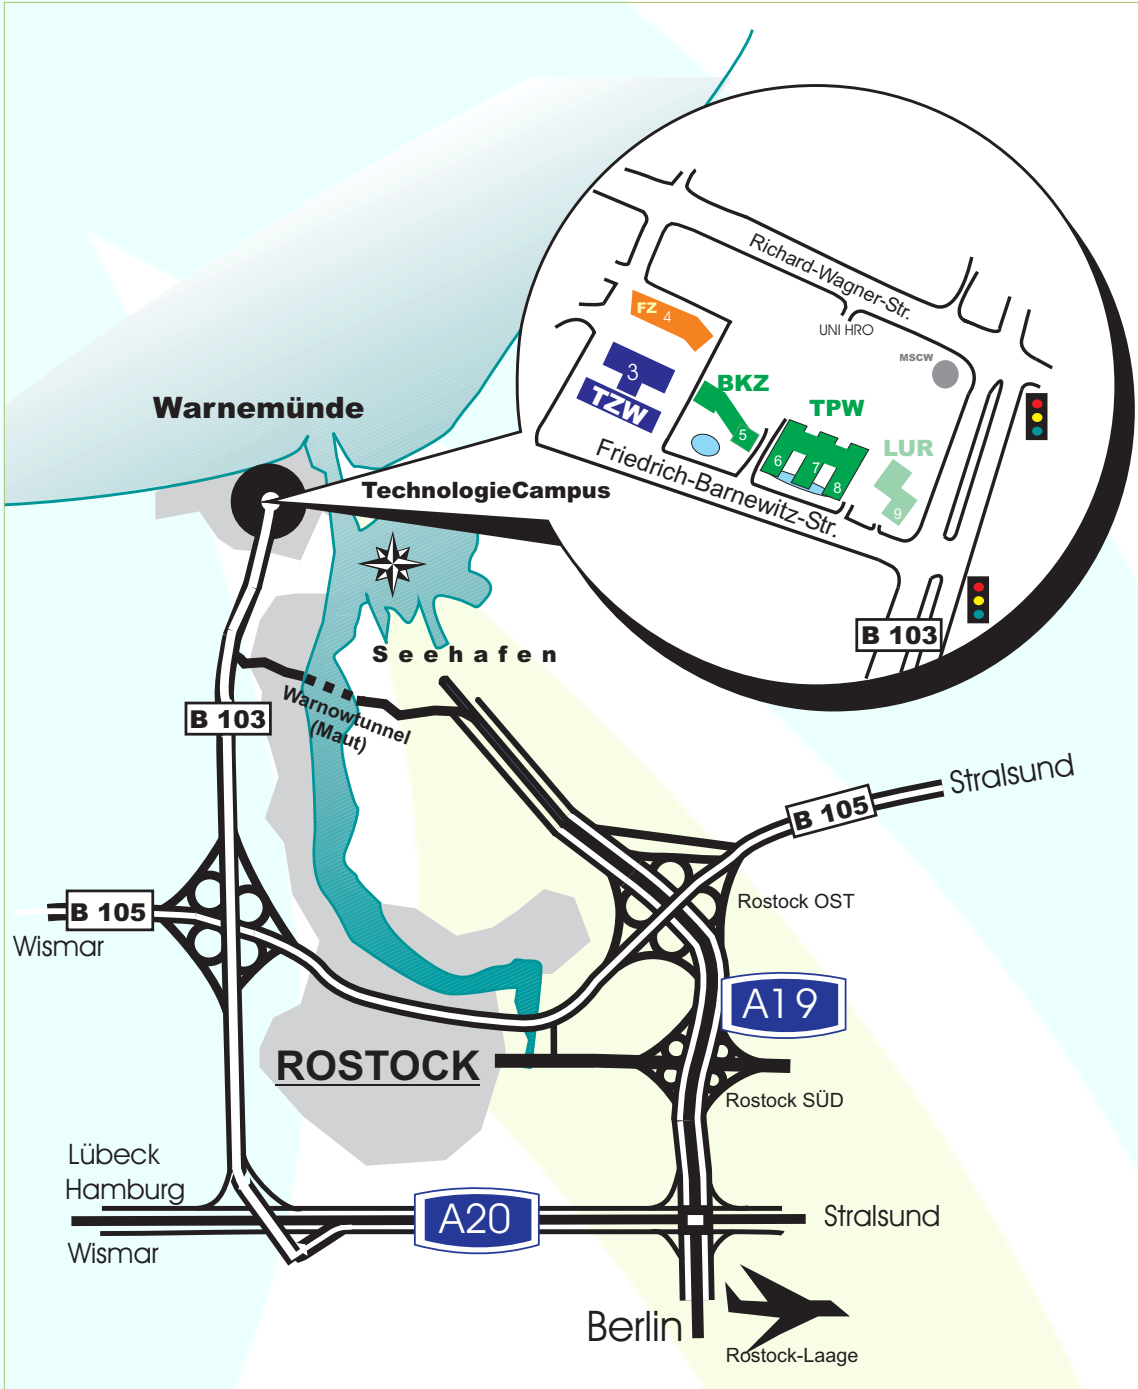 Richard-Wagner-Str.
UNI HRO
MSCW
FZ 4
3
TZW
BKZ
5
TPW
6
7
8
LUR
9
Friedrich-Barnewitz-Str.
B 103
Warnemünde
TechnologieCampus
Seehafen
Warnowtunnel
(Maut)
B 103
Stralsund
B 105
B 105
Wismar
Rostock OST
A19
ROSTOCK
Rostock SÜD
Lübeck
Hamburg
A20
Stralsund
Wismar
Berlin
Rostock-Laage